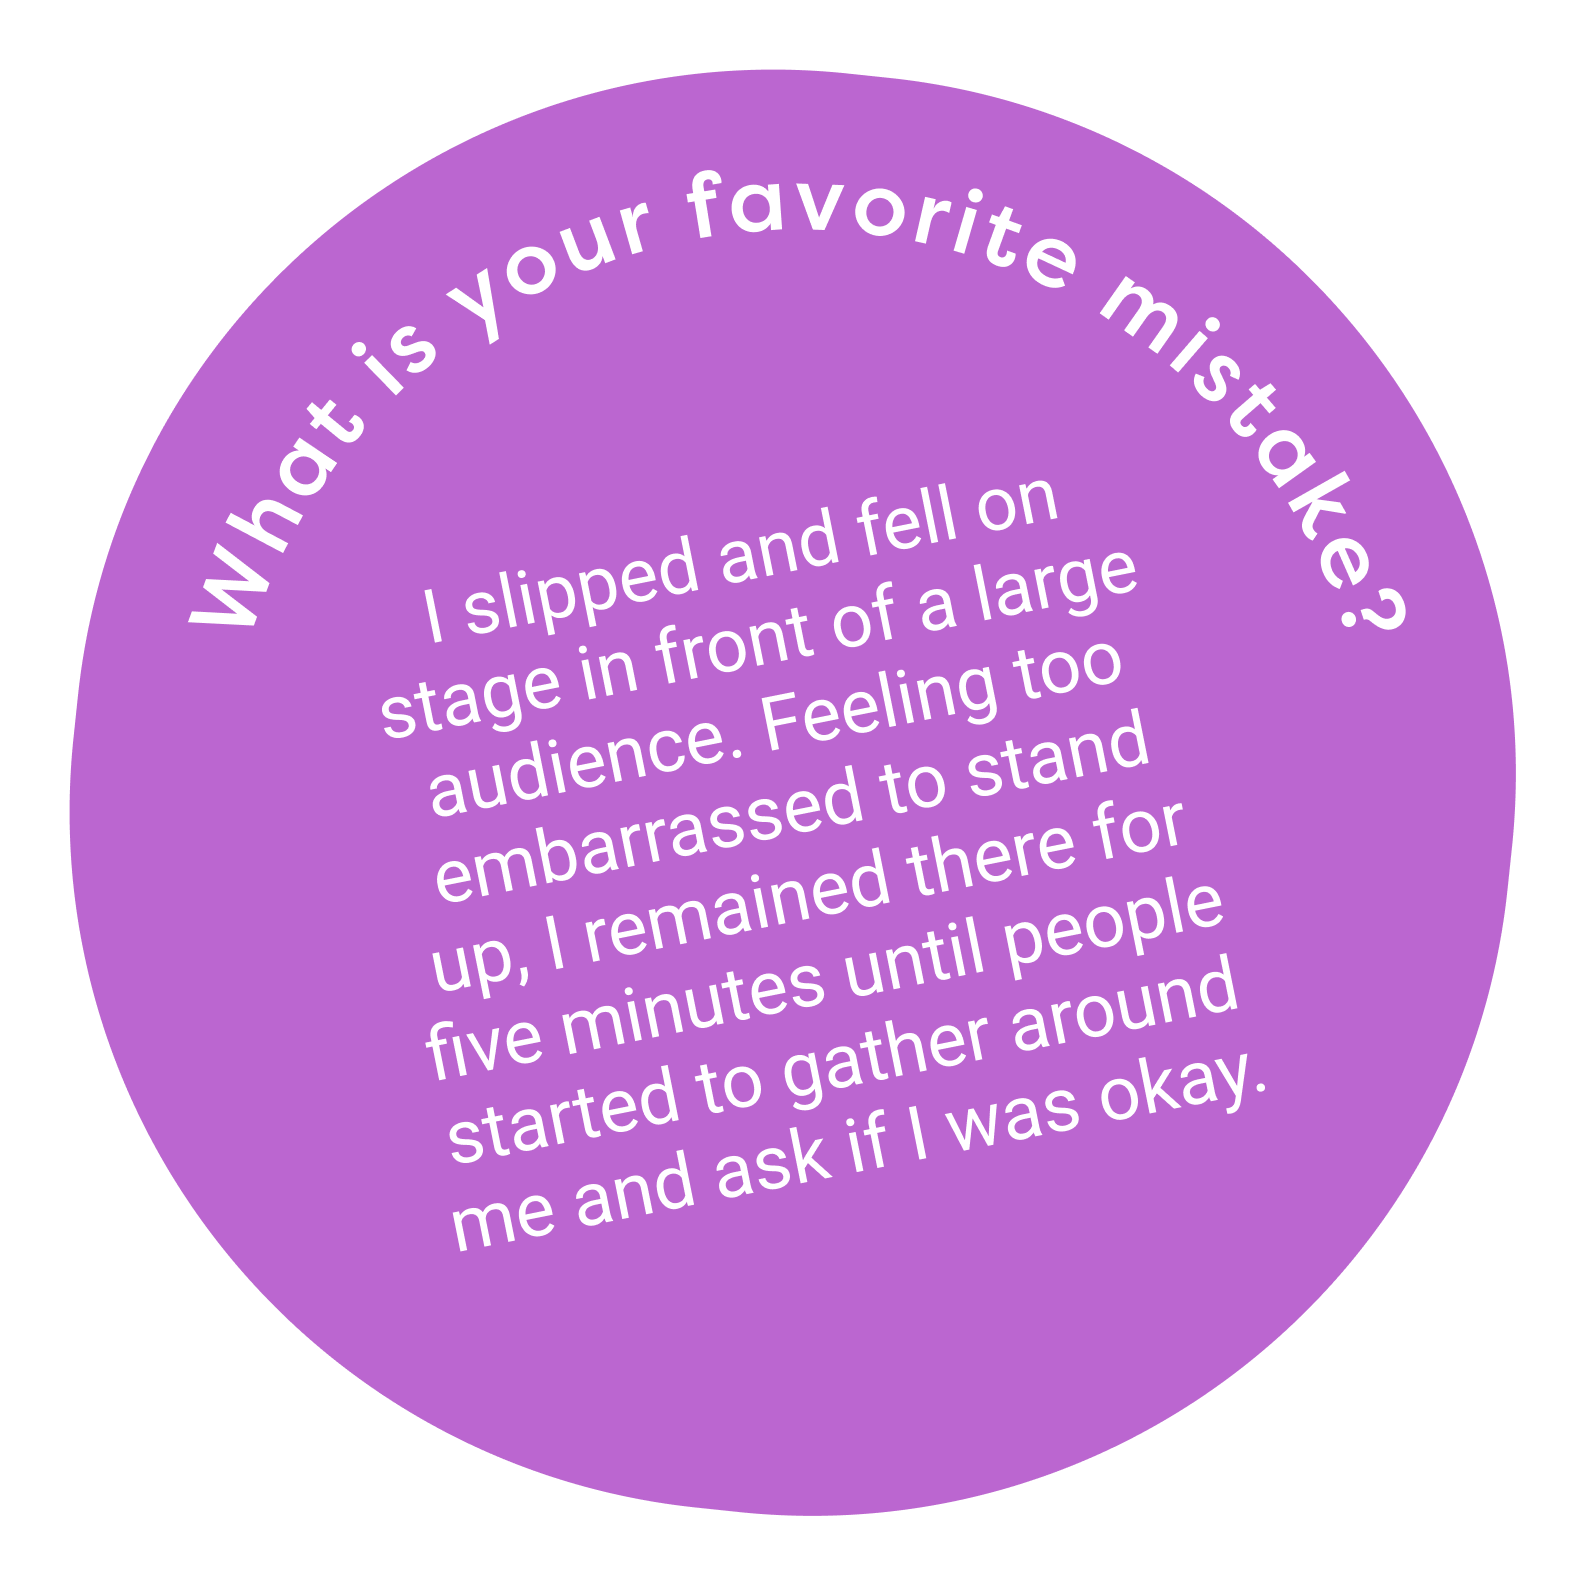 What is your favorite mistake?
I slipped and fell on
stage in front of a large
audience. Feeling too
embarrassed to stand
up, I remained there for
five minutes until people
started to gather around
me and ask if I was okay.